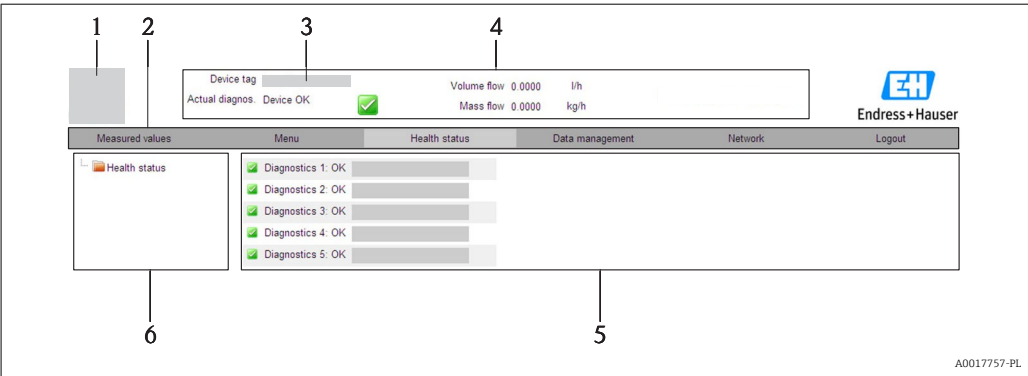 1 2 3 4
Device tag
Volume flow 0.0000 l/h
Actual diagnos. Device OK
Mass flow 0.0000 kg/h
EH
Endress+Hauser
Measured values Menu Health status Data management Network Logout
Health status
Diagnostics 1: OK
Diagnostics 2: OK
Diagnostics 3: OK
Diagnostics 4: OK
Diagnostics 5: OK
6 5
A0017757-PL